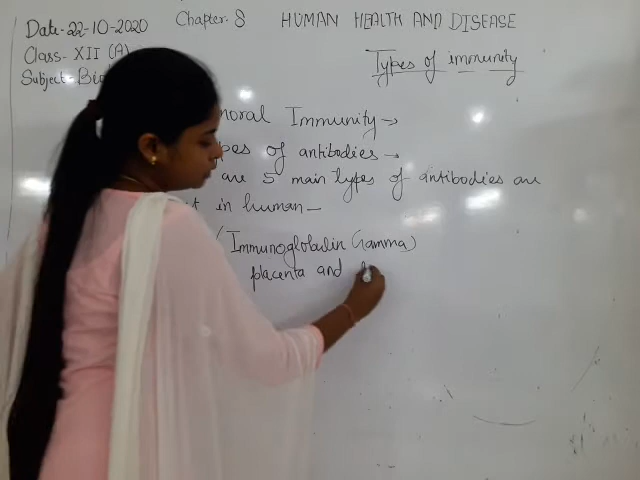 Date-22-10-2020
Chapter-8
HUMAN HEALTH AND DISEASE
Class- XII (A)
Subject-Bio
Types of immunity
moral Immunity→
pes of antibodies→
are 5 main types of antibodies are
t in human-
(Immunoglobulin Gamma)
placenta and